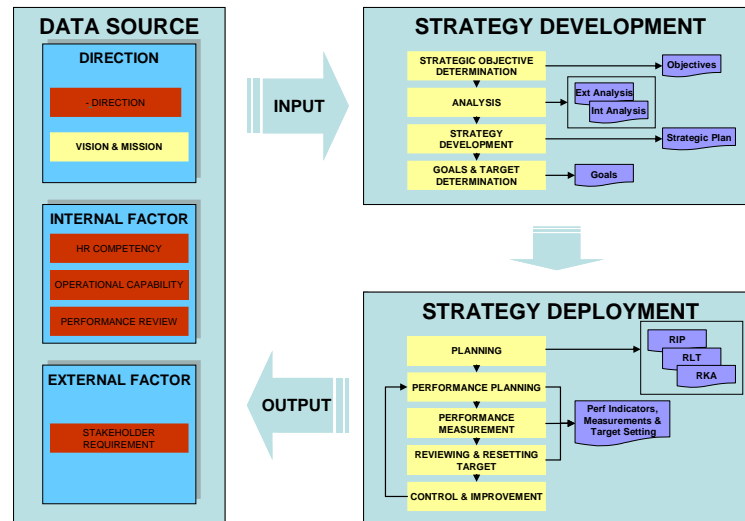 DATA SOURCE
DIRECTION
- DIRECTION
VISION & MISSION
INTERNAL FACTOR
HR COMPETENCY
OPERATIONAL CAPABILITY
PERFORMANCE REVIEW
EXTERNAL FACTOR
STAKEHOLDER
REQUIREMENT
INPUT
STRATEGY DEVELOPMENT
STRATEGIC OBJECTIVE
DETERMINATION
Objectives
ANALYSIS
Ext Analysis
Int Analysis
STRATEGY
DEVELOPMENT
Strategic Plan
GOALS & TARGET
DETERMINATION
Goals
STRATEGY DEPLOYMENT
PLANNING
RIP
RLT
RKA
PERFORMANCE PLANNING
PERFORMANCE
MEASUREMENT
Perf Indicators,
Measurements &
Target Setting
REVIEWING & RESETTING
TARGET
CONTROL & IMPROVEMENT
OUTPUT